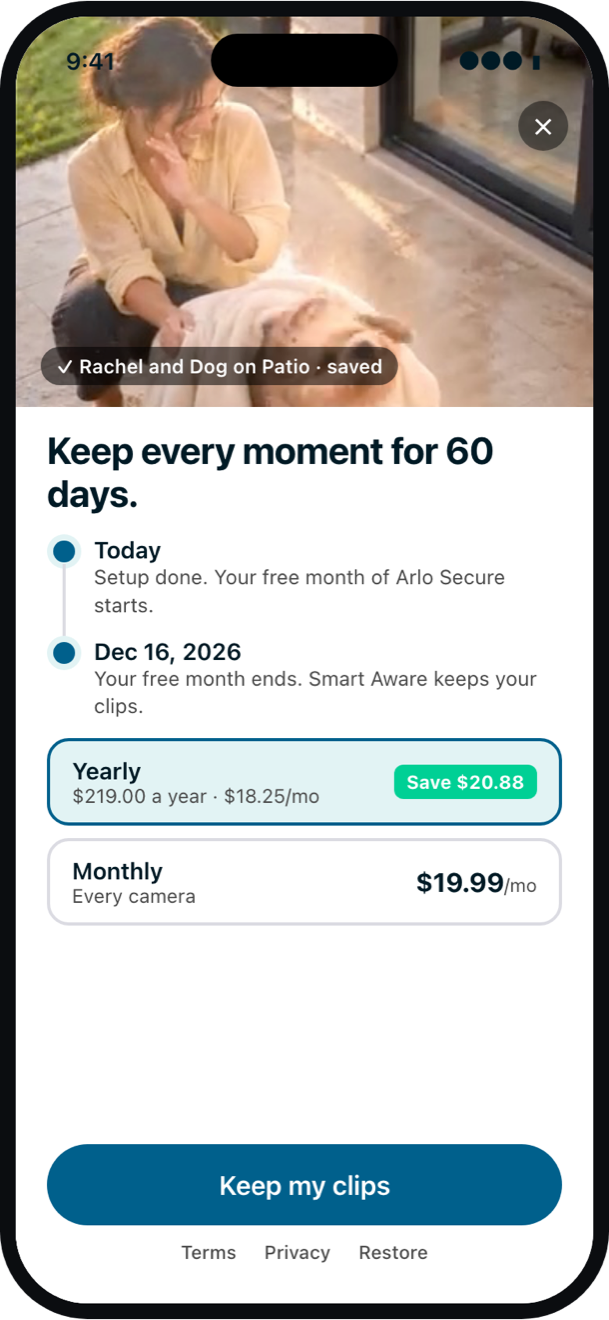 9:41
✓ Rachel and Dog on Patio · saved
Keep every moment for 60
days.
Today
Setup done. Your free month of Arlo Secure
starts.
Dec 16, 2026
Your free month ends. Smart Aware keeps your
clips.
Yearly
$219.00 a year · $18.25/mo
Save $20.88
Monthly
Every camera
$19.99/mo
Keep my clips
Terms Privacy Restore